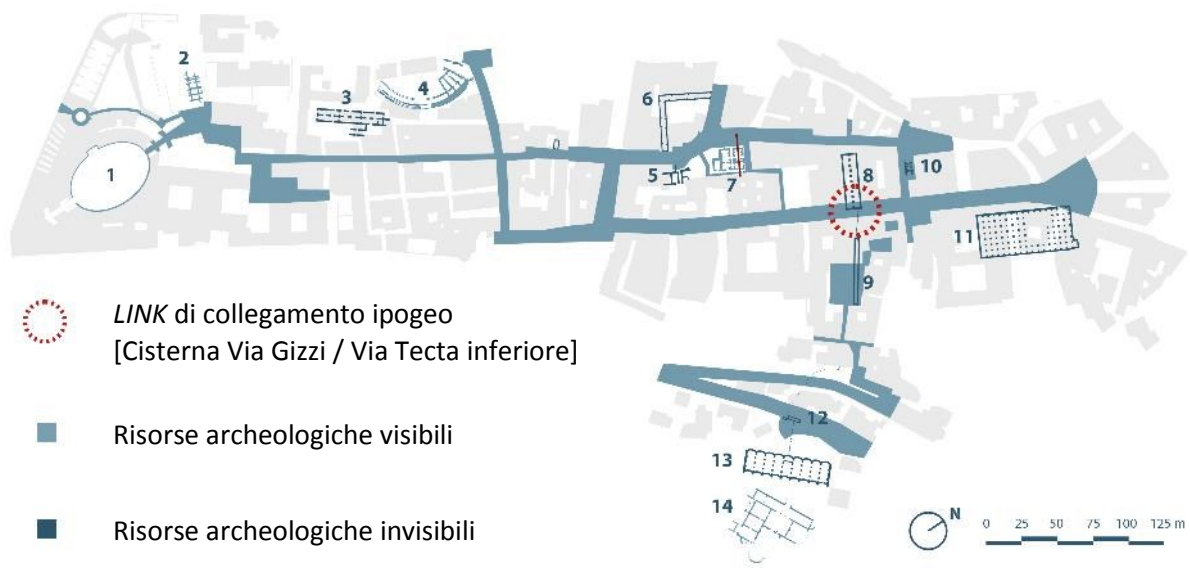 2
3
4
6
1
5
7
8
10
11
9
LINK di collegamento ipogeo
[Cisterna Via Gizzi / Via Tecta inferiore]
Risorse archeologiche visibili
12
13
14
Risorse archeologiche invisibili
N
0 25 50 75 100 125 m